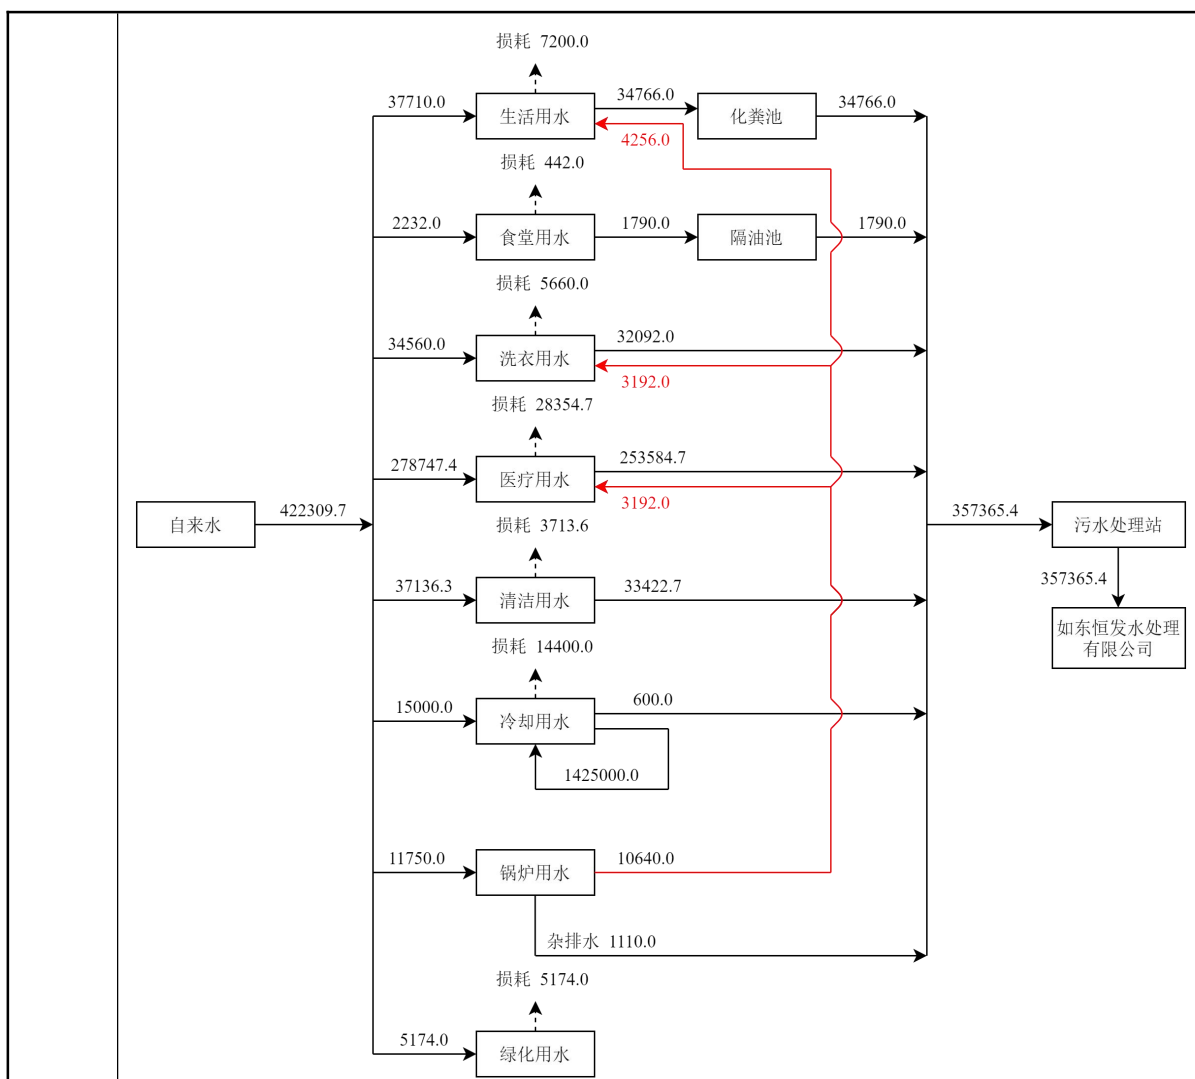 损耗 7200.0
37710.0
生活用水
34766.0
化粪池
34766.0
4256.0
损耗 442.0
2232.0
食堂用水
1790.0
隔油池
1790.0
损耗 5660.0
34560.0
洗衣用水
32092.0
3192.0
损耗 28354.7
278747.4
医疗用水
253584.7
3192.0
自来水
422309.7
损耗 3713.6
357365.4
污水处理站
37136.3
清洁用水
33422.7
357365.4
如东恒发水处理
有限公司
损耗 14400.0
15000.0
冷却用水
600.0
1425000.0
11750.0
锅炉用水
10640.0
杂排水 1110.0
损耗 5174.0
5174.0
绿化用水